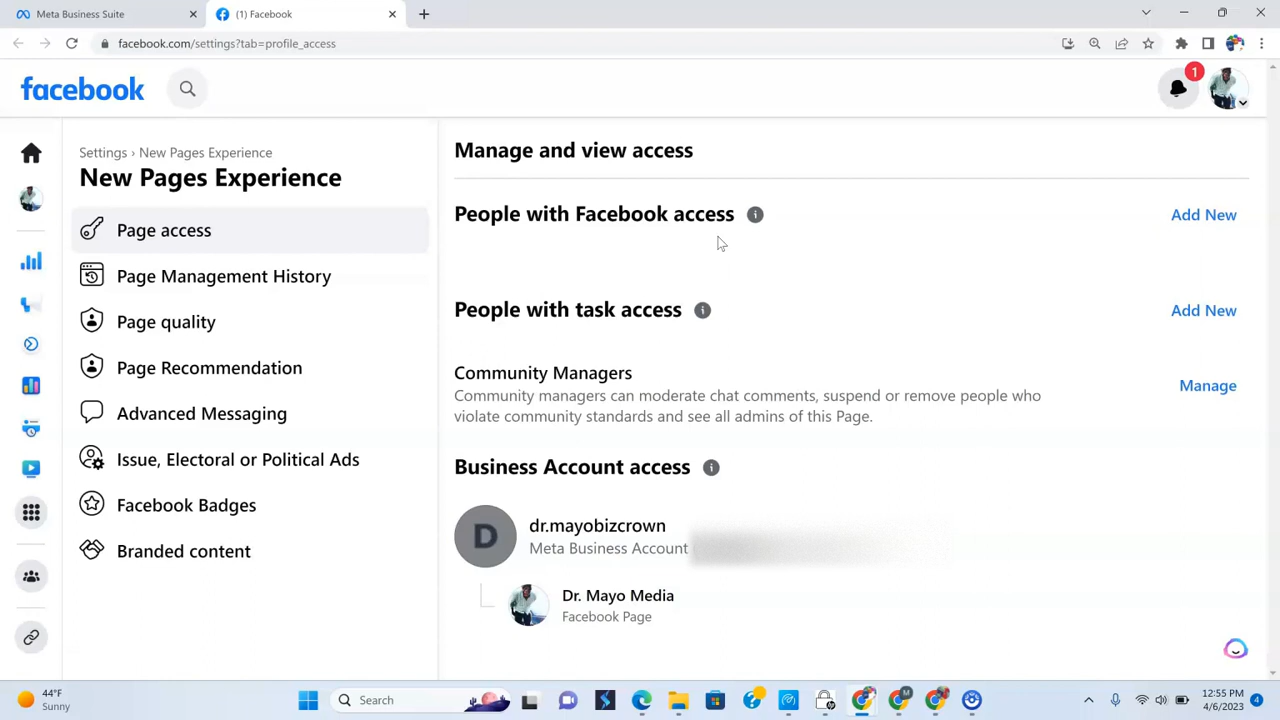 Meta Business Suite
(1) Facebook
facebook.com/settings?tab=profile_access
facebook
1
Settings › New Pages Experience
New Pages Experience
Page access
Page Management History
Page quality
Page Recommendation
Advanced Messaging
Issue, Electoral or Political Ads
Facebook Badges
Branded content
Manage and view access
People with Facebook access
Add New
People with task access
Add New
Community Managers
Community managers can moderate chat comments, suspend or remove people who
violate community standards and see all admins of this Page.
Manage
Business Account access
D
dr.mayobizcrown
Meta Business Account
Dr. Mayo Media
Facebook Page
44°F
Sunny
Search
M
12:55 PM
4/6/2023
4